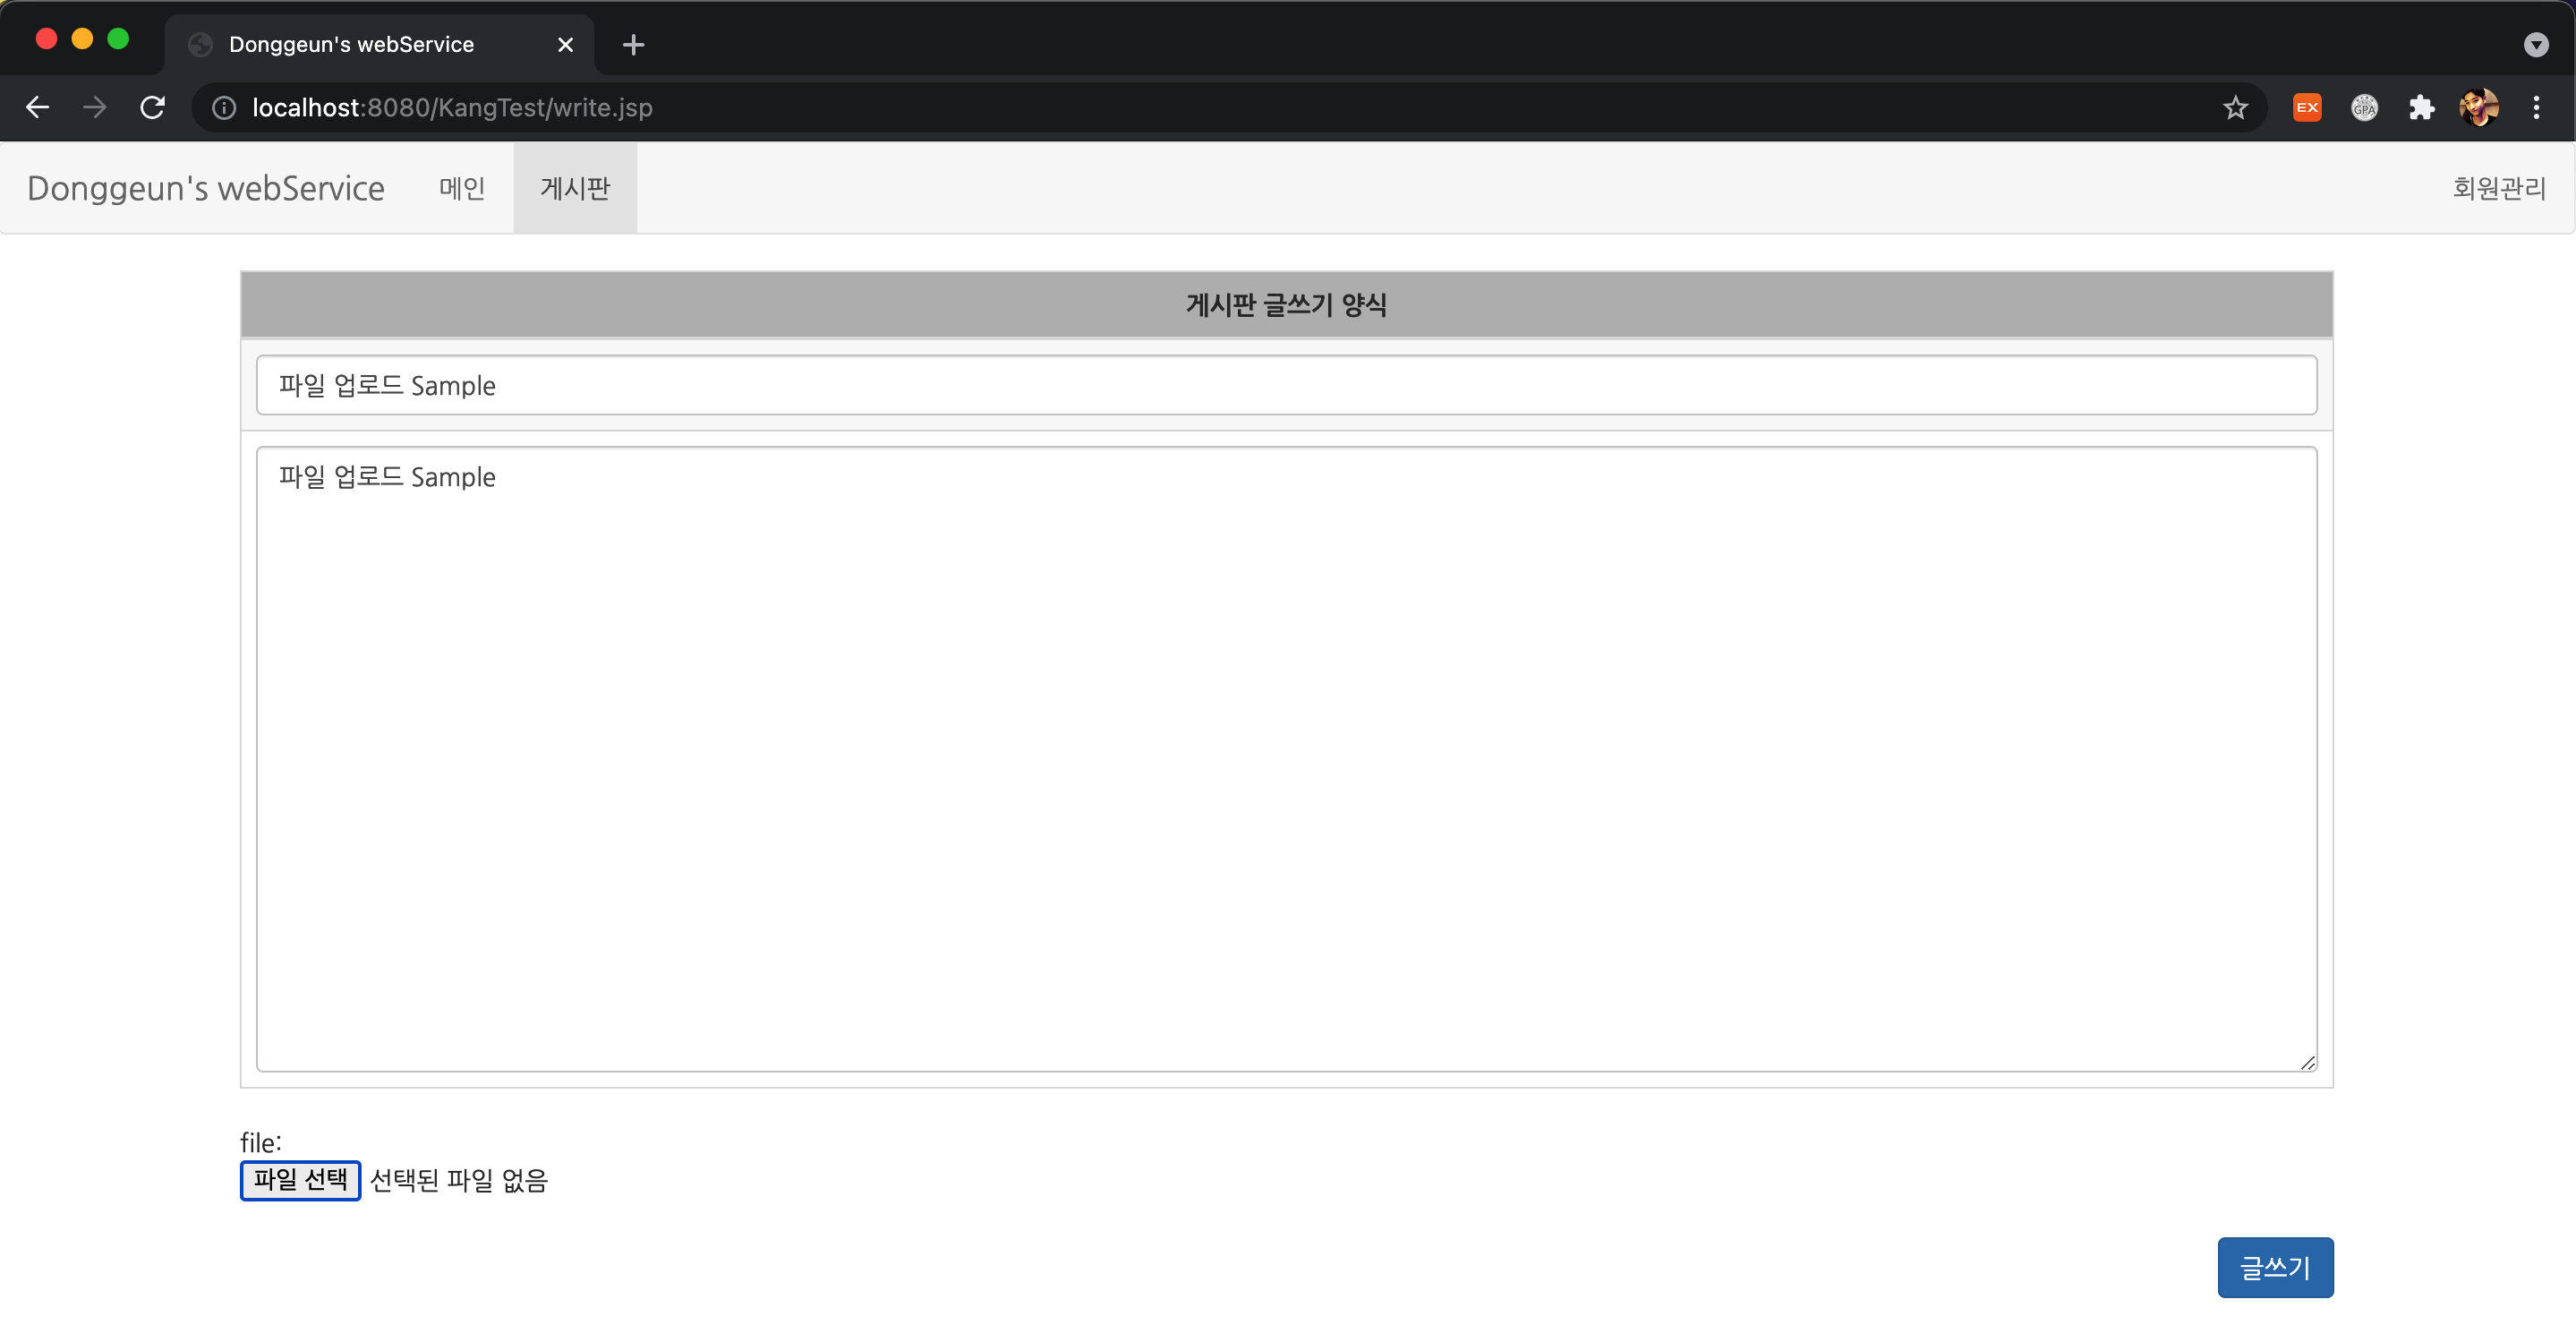 Donggeun's webService
localhost:8080/KangTest/write.jsp
EX
GPA
Donggeun's webService 메인 게시판 회원관리
게시판 글쓰기 양식
파일 업로드 Sample
파일 업로드 Sample
file:
파일 선택 선택된 파일 없음
글쓰기